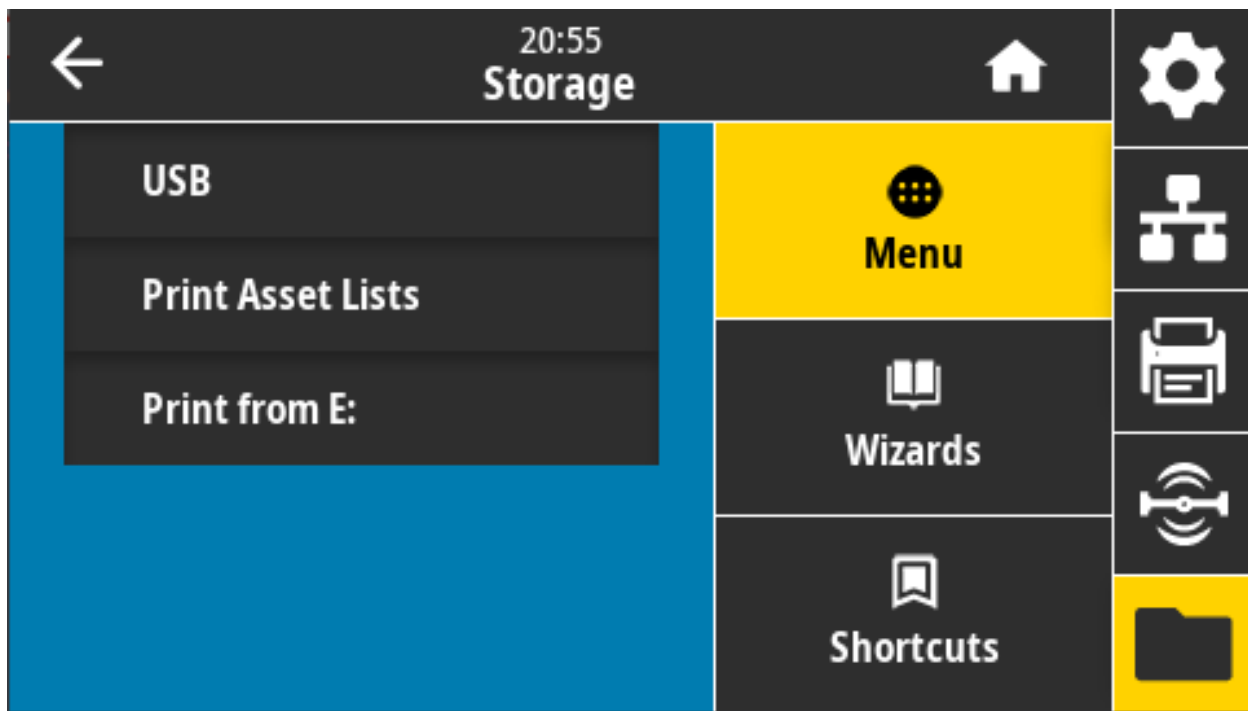 20:55
Storage
USB
Print Asset Lists
Print from E:
Menu
Wizards
Shortcuts